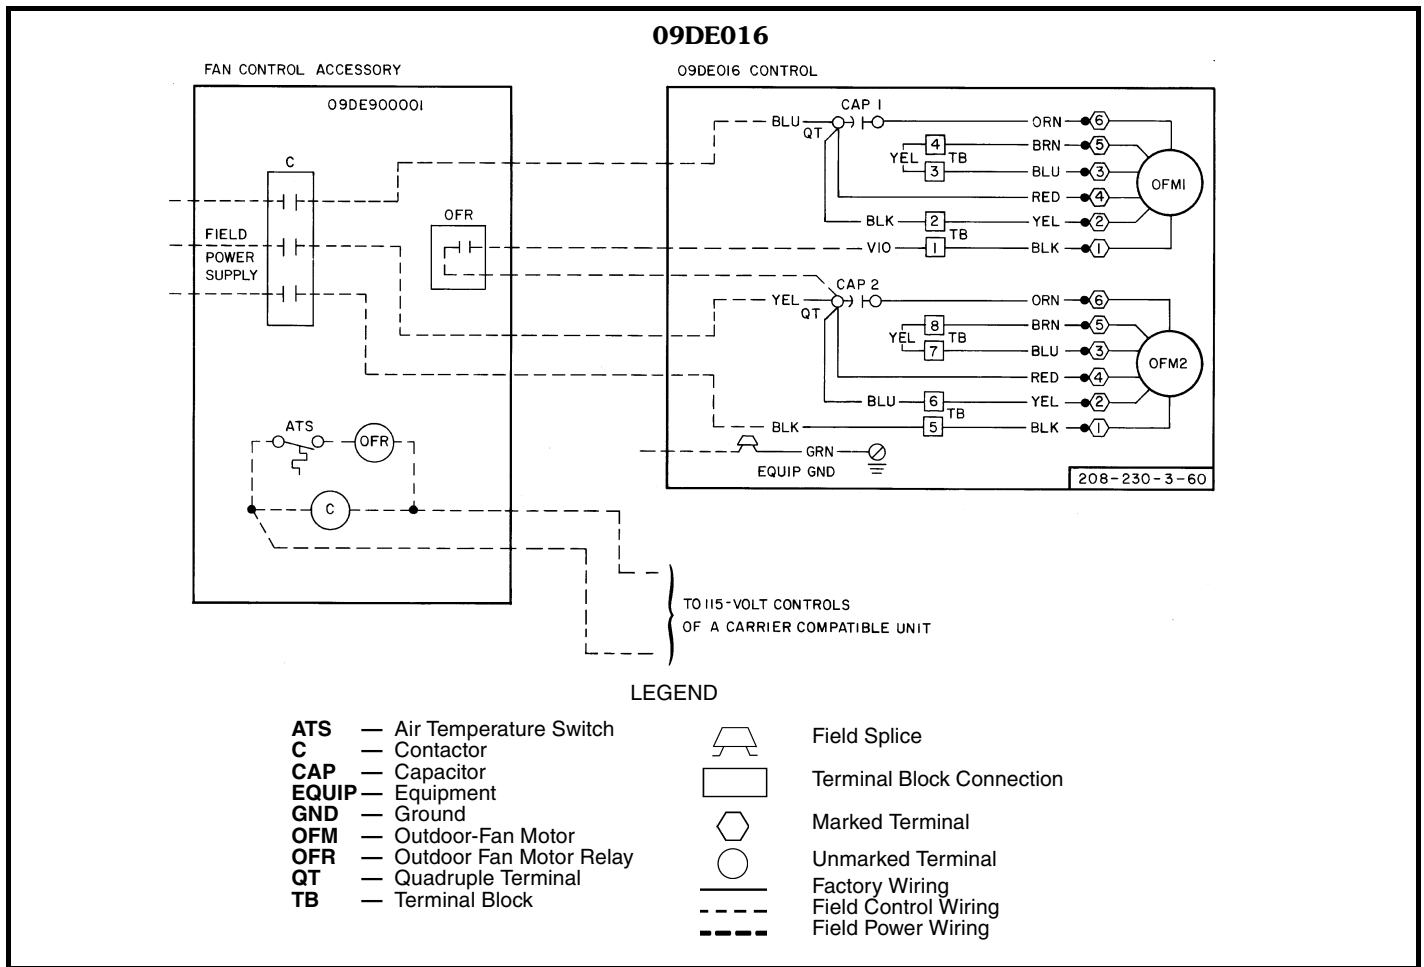 09DE016
FAN CONTROL ACCESSORY
09DE900001
C
OFR
FIELD
POWER
SUPPLY
ATS
OFR
C
09DE016 CONTROL
CAP 1
BLU
QT
ORN 6
4 BRN 5
YEL TB
3 BLU 3
OFM1
RED 4
BLK 2 YEL 2
TB
VIO 1 BLK 1
CAP 2
YEL
QT
ORN 6
8 BRN 5
YEL TB
7 BLU 3
OFM2
RED 4
BLU 6 YEL 2
TB
BLK 5 BLK 1
GRN
EQUIP GND
208-230-3-60
TO 115-VOLT CONTROLS
OF A CARRIER COMPATIBLE UNIT
LEGEND
ATS — Air Temperature Switch
C — Contactor
CAP — Capacitor
EQUIP — Equipment
GND — Ground
OFM — Outdoor-Fan Motor
OFR — Outdoor Fan Motor Relay
QT — Quadruple Terminal
TB — Terminal Block
Field Splice
Terminal Block Connection
Marked Terminal
Unmarked Terminal
Factory Wiring
Field Control Wiring
Field Power Wiring